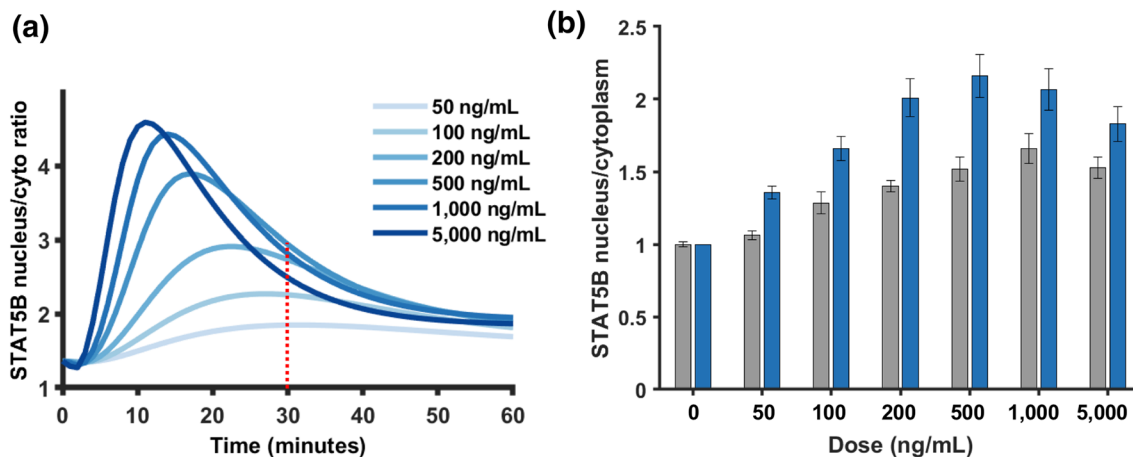 (a)
STAT5B nucleus/cyto ratio
4
3
2
1
0 10 20 30 40 50 60
Time (minutes)
50 ng/mL
100 ng/mL
200 ng/mL
500 ng/mL
1,000 ng/mL
5,000 ng/mL
(b)
STAT5B nucleus/cytoplasm
2.5
2
1.5
1
0.5
0
0 50 100 200 500 1,000 5,000
Dose (ng/mL)